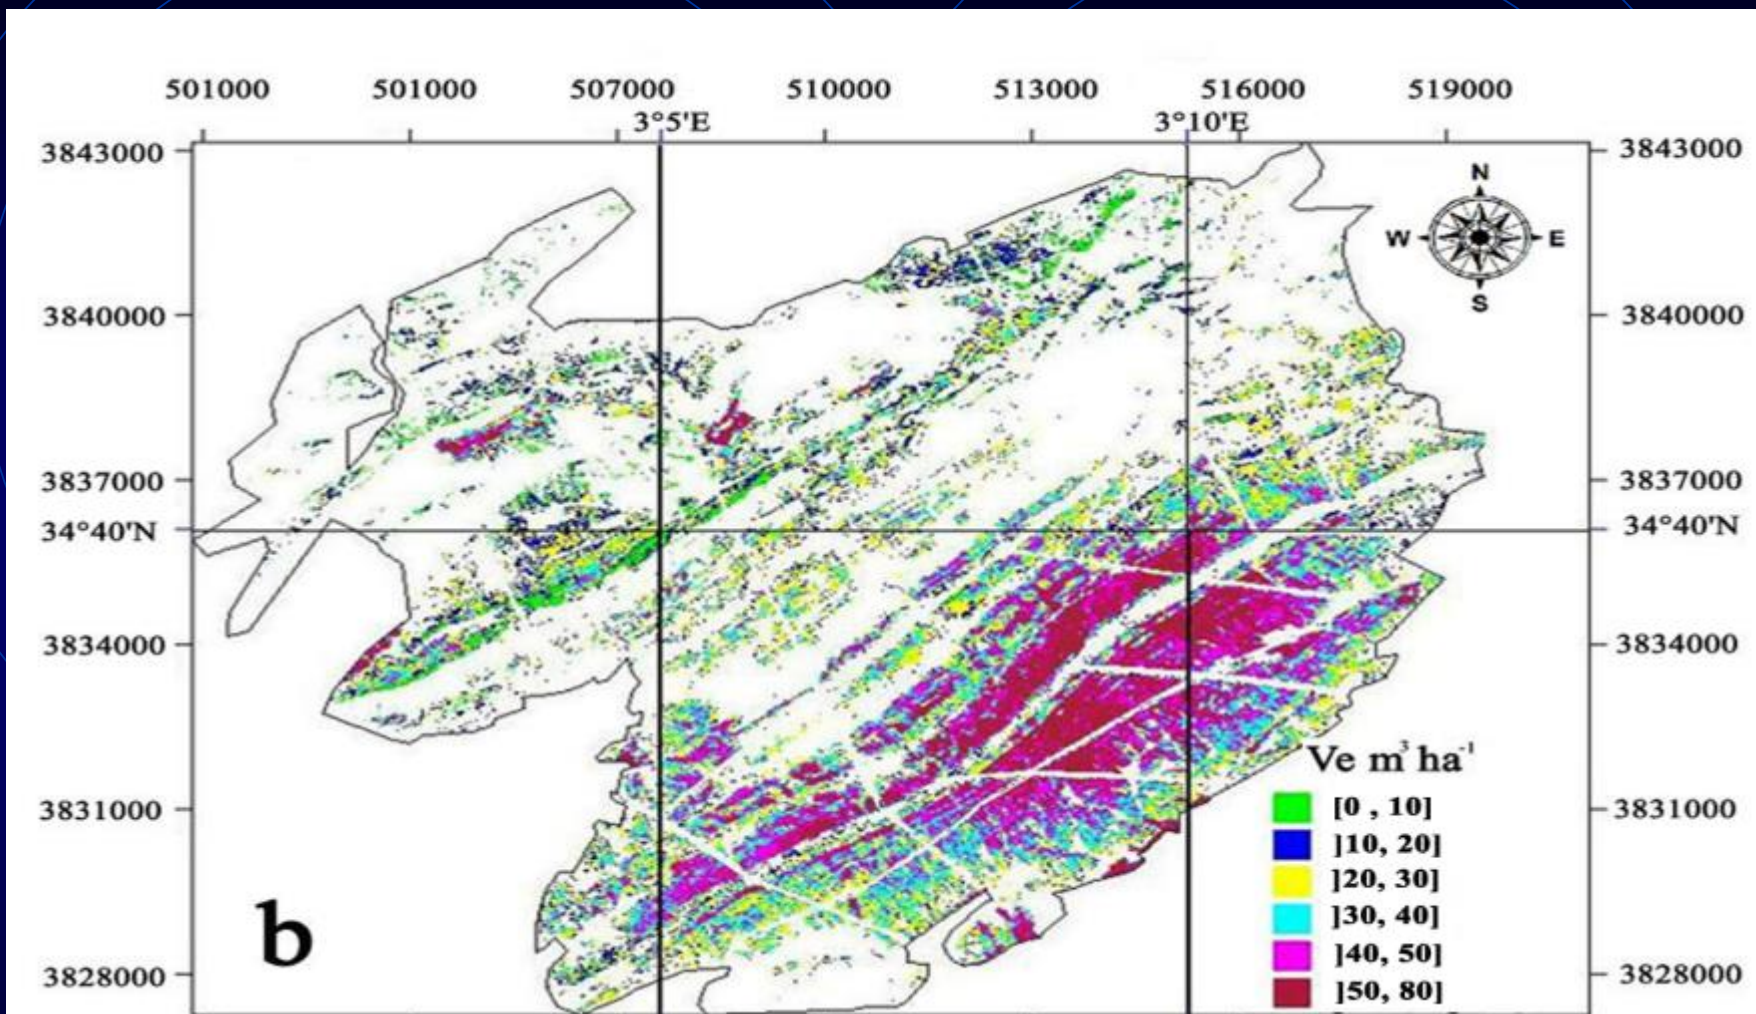 501000 501000 507000 510000 513000 516000 519000
3°5'E 3°10'E
3843000 3843000
N
W E
S
3840000 3840000
3837000 3837000
34°40'N 34°40'N
3834000 3834000
Ve m³ ha⁻¹
3831000 [0 , 10] 3831000
]10, 20]
]20, 30]
]30, 40]
b
]40, 50]
3828000 3828000
]50, 80]